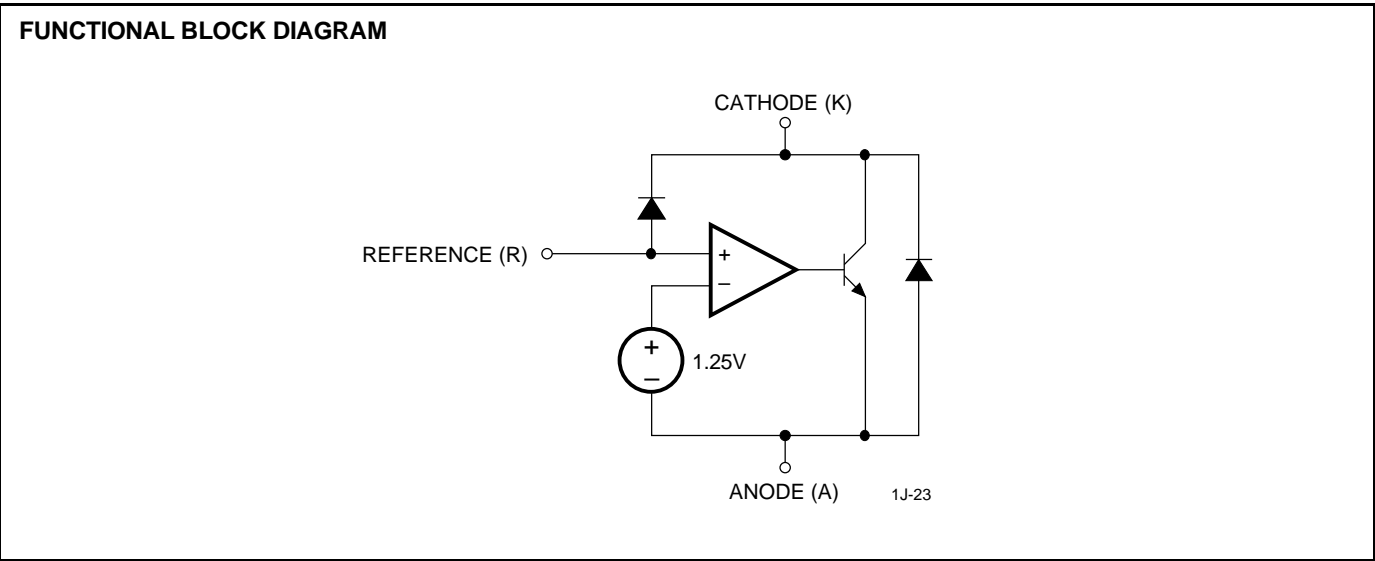 FUNCTIONAL BLOCK DIAGRAM
CATHODE (K)
REFERENCE (R)
+
–
+
1.25V
–
ANODE (A)
1J-23